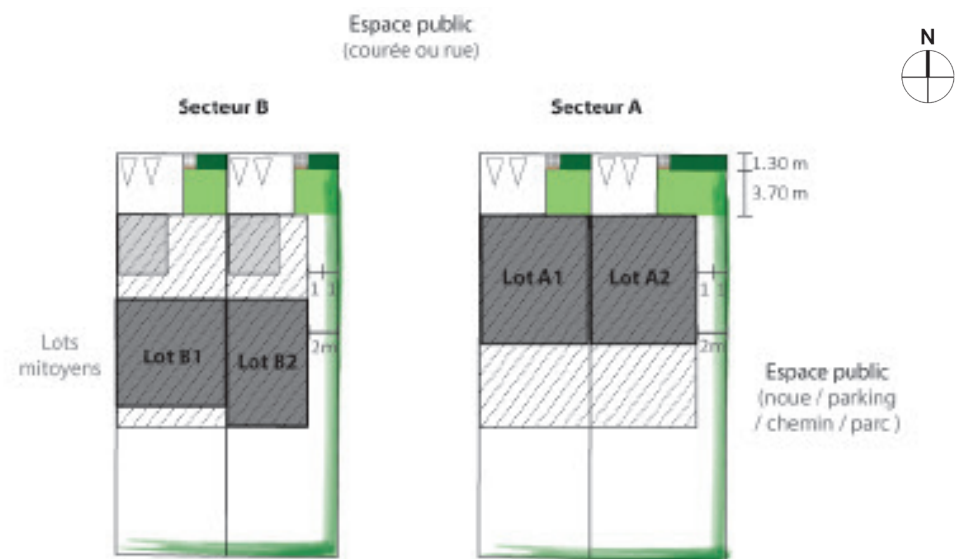 Espace public
(courée ou rue)
N
Secteur B
Secteur A
1.30 m
3.70 m
Lot A1
Lot A2
1 1
1 1
Lots
mitoyens
Lot B1
Lot B2
2m
2m
Espace public
(noue / parking
/ chemin / parc )